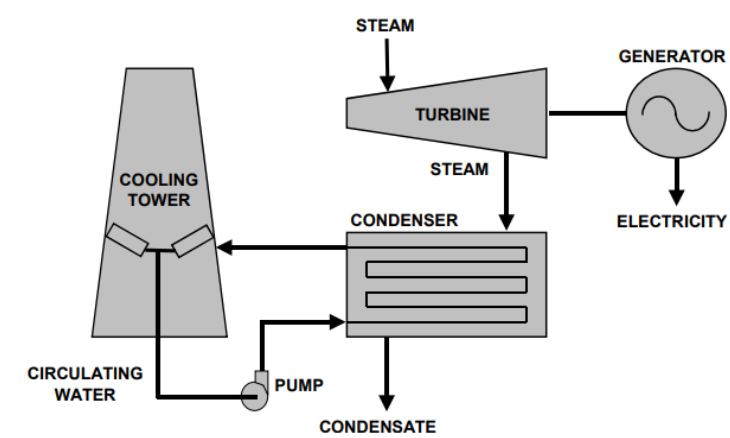 STEAM
GENERATOR
TURBINE
STEAM
COOLING
TOWER
CONDENSER
ELECTRICITY
CIRCULATING
WATER
PUMP
CONDENSATE